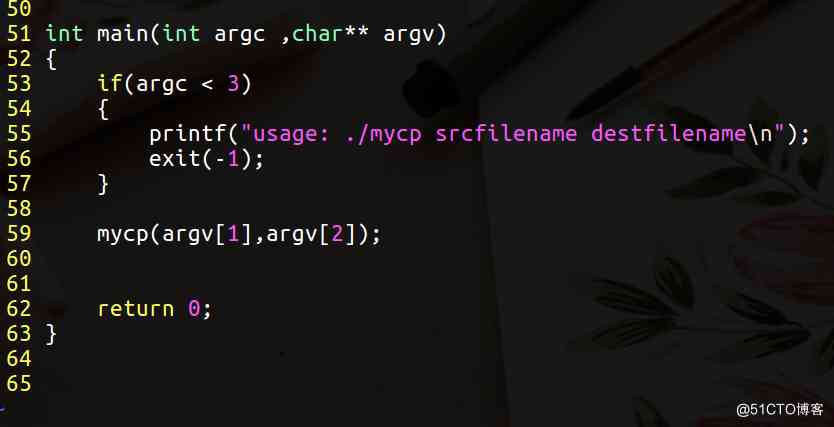 50
51 int main(int argc ,char** argv)
52 {
53     if(argc < 3)
54     {
55         printf("usage: ./mycp srcfilename destfilename\n");
56         exit(-1);
57     }
58
59     mycp(argv[1],argv[2]);
60
61
62     return 0;
63 }
64
65
~
@51CTO博客